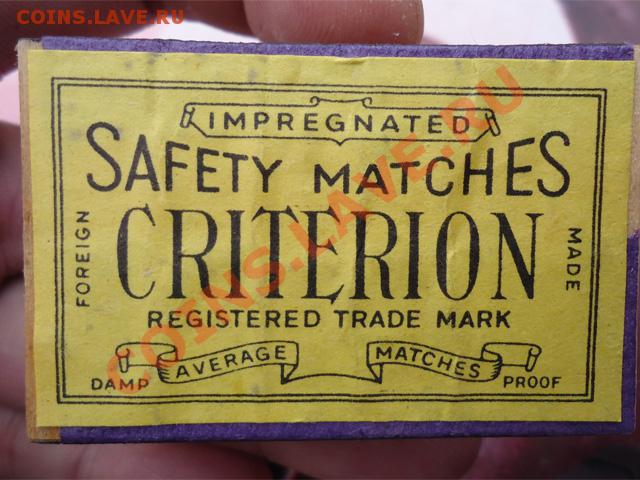 COINS.LAVE.RU
IMPREGNATED
SAFETY MATCHES
FOREIGN
CRITERION
MADE
REGISTERED TRADE MARK
AVERAGE MATCHES
DAMP PROOF
COINS.LAVE.RU